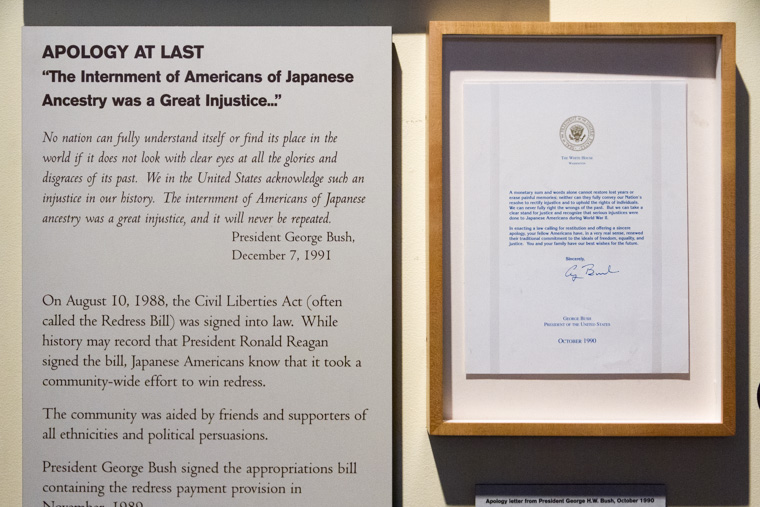 APOLOGY AT LAST
“The Internment of Americans of Japanese
Ancestry was a Great Injustice...”
No nation can fully understand itself or find its place in the
world if it does not look with clear eyes at all the glories and
disgraces of its past. We in the United States acknowledge such an
injustice in our history. The internment of Americans of Japanese
ancestry was a great injustice, and it will never be repeated.
President George Bush,
December 7, 1991
On August 10, 1988, the Civil Liberties Act (often
called the Redress Bill) was signed into law. While
history may record that President Ronald Reagan
signed the bill, Japanese Americans know that it took a
community-wide effort to win redress.
The community was aided by friends and supporters of
all ethnicities and political persuasions.
President George Bush signed the appropriations bill
containing the redress payment provision in
November, 1989
THE WHITE HOUSE
WASHINGTON
A monetary sum and words alone cannot restore lost years or
erase painful memories; neither can they fully convey our Nation's
resolve to rectify injustice and to uphold the rights of individuals.
We can never fully right the wrongs of the past. But we can take a
clear stand for justice and recognize that serious injustices were
done to Japanese Americans during World War II.
In enacting a law calling for restitution and offering a sincere
apology, your fellow Americans have, in a very real sense, renewed
their traditional commitment to the ideals of freedom, equality, and
justice. You and your family have our best wishes for the future.
Sincerely,
G Bush
GEORGE BUSH
PRESIDENT OF THE UNITED STATES
OCTOBER 1990
Apology letter from President George H.W. Bush, October 1990